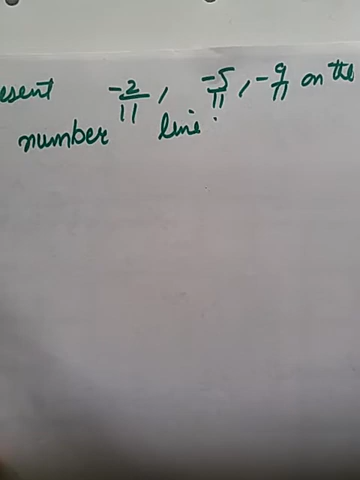 esent -2/11, -5/11, -9/11 on the
number line.